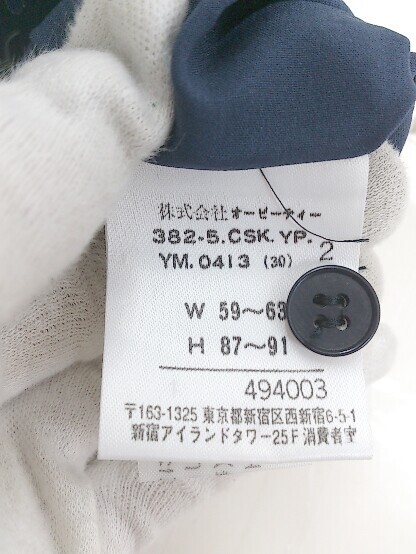 株式会社オーピーティー
382-5.CSK.YP.
YM.0413 (30) 2
W 59～63
H 87～91
494003
〒163-1325 東京都新宿区西新宿6-5-1
新宿アイランドタワー25F 消費者室